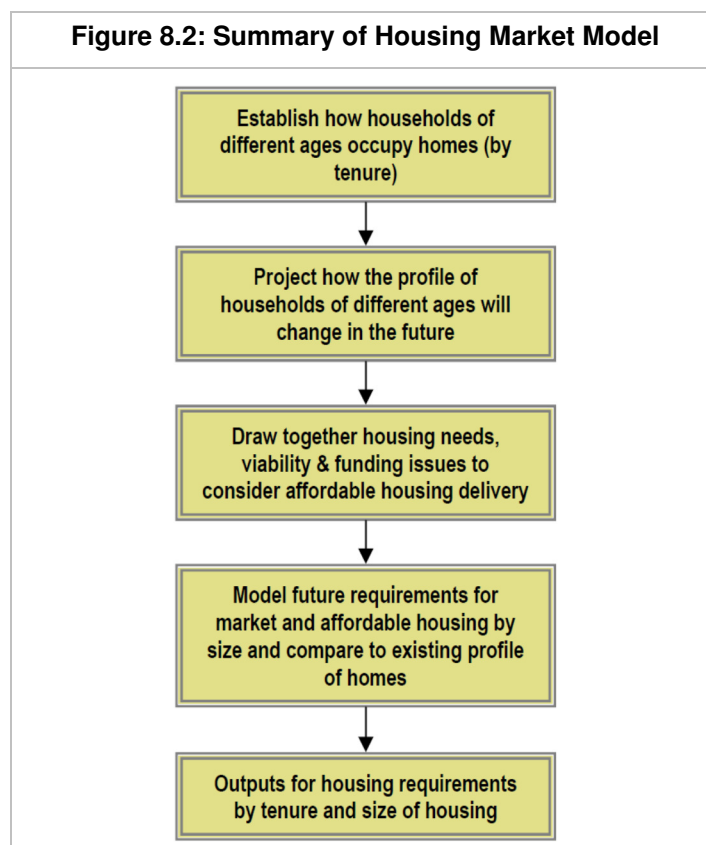 Figure 8.2: Summary of Housing Market Model
Establish how households of
different ages occupy homes (by
tenure)
Project how the profile of
households of different ages will
change in the future
Draw together housing needs,
viability & funding issues to
consider affordable housing delivery
Model future requirements for
market and affordable housing by
size and compare to existing profile
of homes
Outputs for housing requirements
by tenure and size of housing